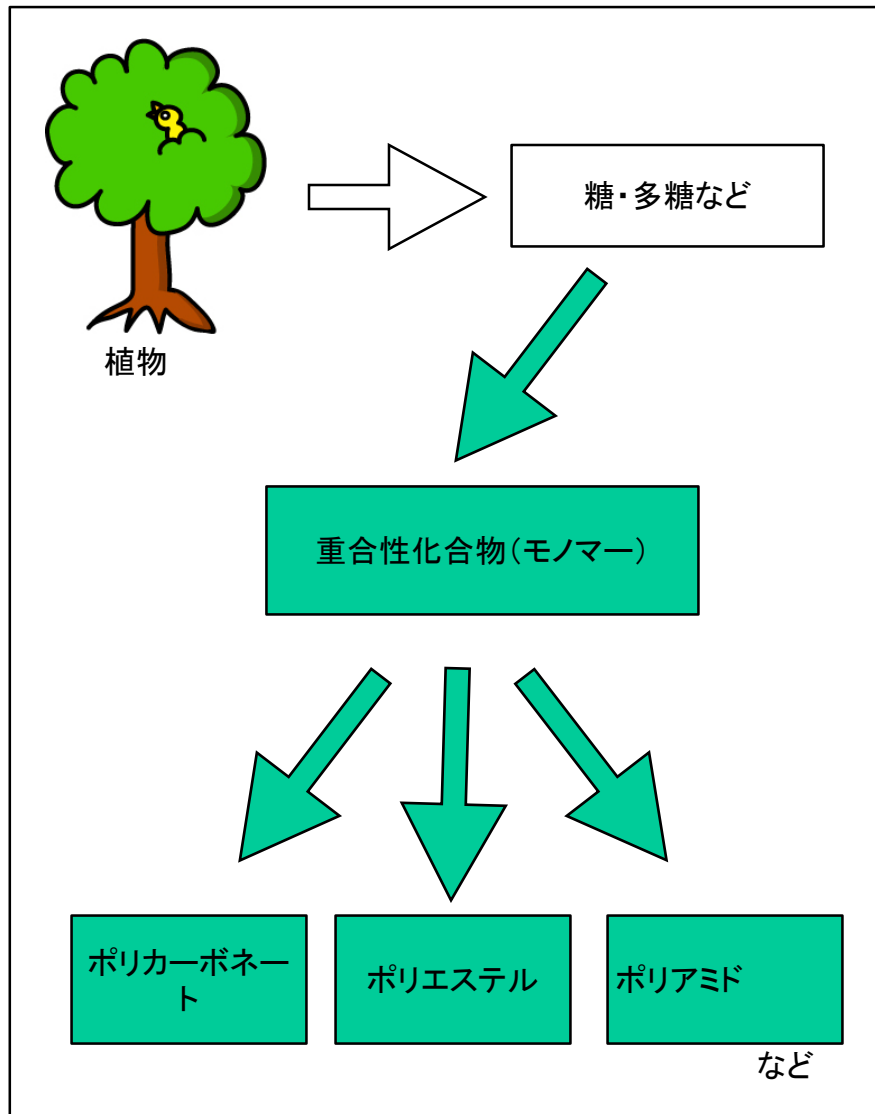 植物
糖・多糖など
重合性化合物（モノマー）
ポリカーボネー
ト
ポリエステル
ポリアミド
など